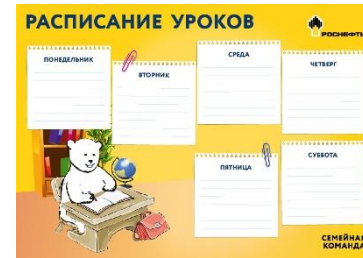 РАСПИСАНИЕ УРОКОВ
РОСНЕФТЬ
ПОНЕДЕЛЬНИК
ВТОРНИК
СРЕДА
ЧЕТВЕРГ
ПЯТНИЦА
СУББОТА
СЕМЕЙНАЯ
КОМАНДА